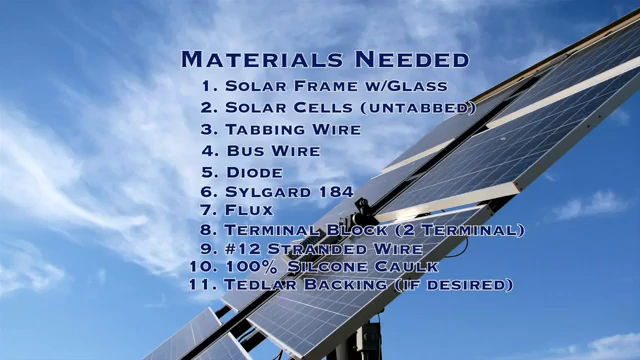 Materials Needed
1. Solar Frame w/Glass
2. Solar Cells (untabbed)
3. Tabbing Wire
4. Bus Wire
5. Diode
6. Sylgard 184
7. Flux
8. Terminal Block (2 Terminal)
9. #12 Stranded Wire
10. 100% Silcone Caulk
11. Tedlar Backing (if desired)